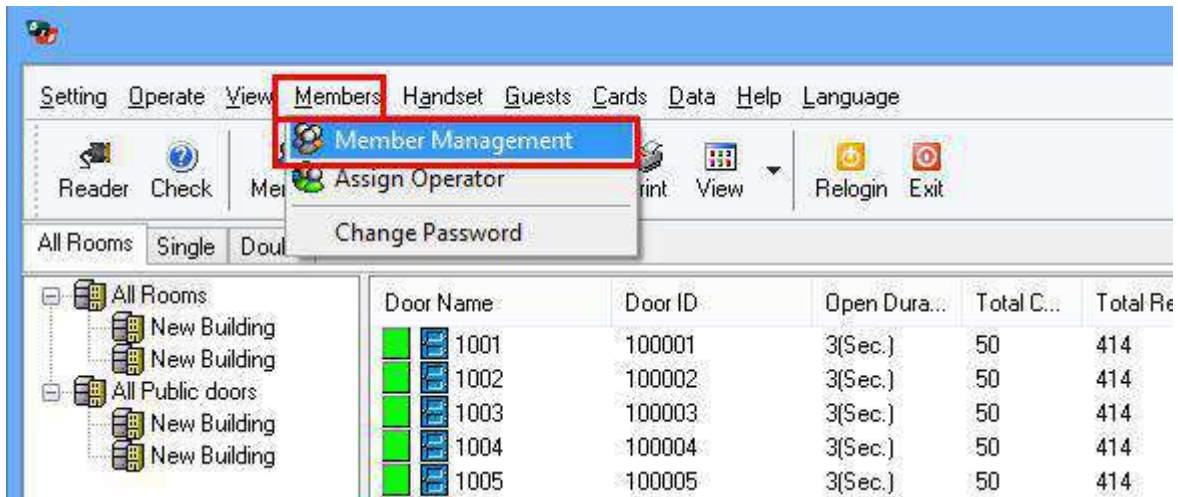 Setting Operate View Members Handset Guests Cards Data Help Language
Member Management
Assign Operator
Change Password
Reader Check View Relogin Exit
All Rooms Single
All Rooms
New Building
New Building
All Public doors
New Building
New Building
Door Name Door ID Open Dura... Total C... Total Re
1001 100001 3(Sec.) 50 414
1002 100002 3(Sec.) 50 414
1003 100003 3(Sec.) 50 414
1004 100004 3(Sec.) 50 414
1005 100005 3(Sec.) 50 414